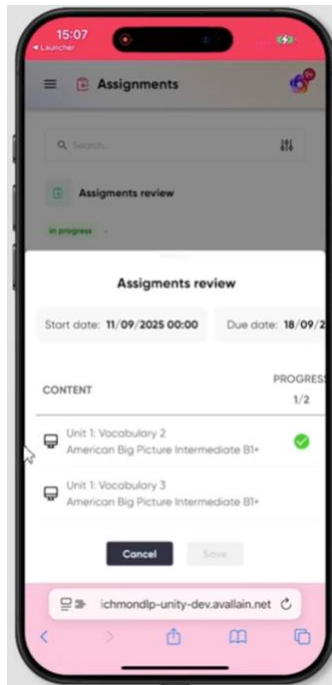 15:07
◀ Launcher
Assignments
Search...
Assigments review
in progress -
Assigments review
Start date: 11/09/2025 00:00 Due date: 18/09/2
CONTENT PROGRESS
1/2
Unit 1: Vocabulary 2
American Big Picture Intermediate B1+
Unit 1: Vocabulary 3
American Big Picture Intermediate B1+
Cancel Save
ichmondlp-unity-dev.avallain.net